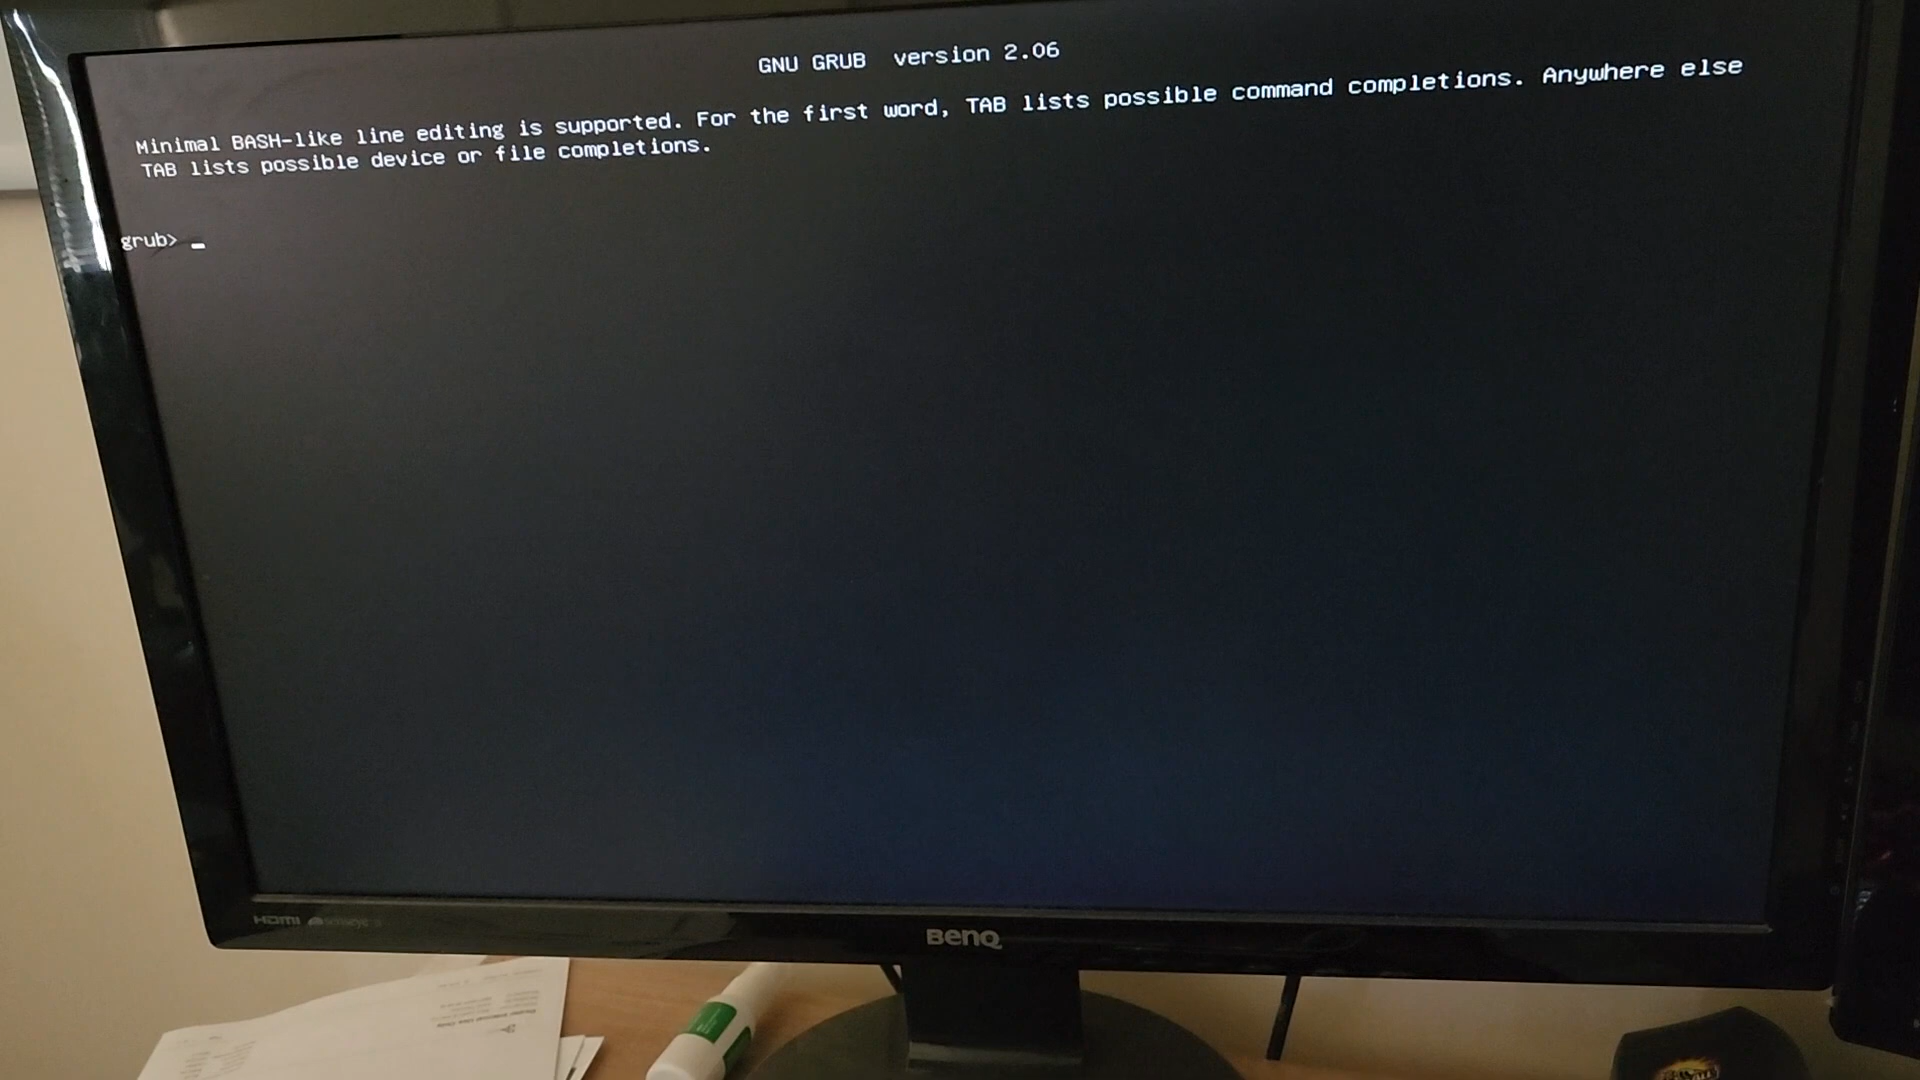 GNU GRUB version 2.06
Minimal BASH-like line editing is supported. For the first word, TAB lists possible command completions. Anywhere else
TAB lists possible device or file completions.
grub> _
HDMI
BenQ